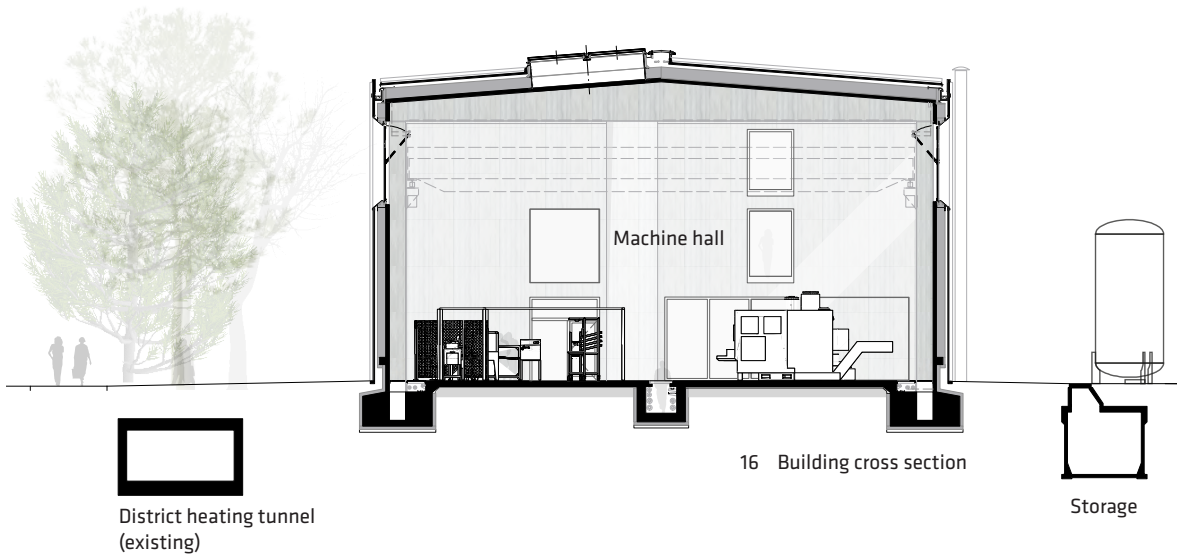 Machine hall
16 Building cross section
District heating tunnel
(existing)
Storage